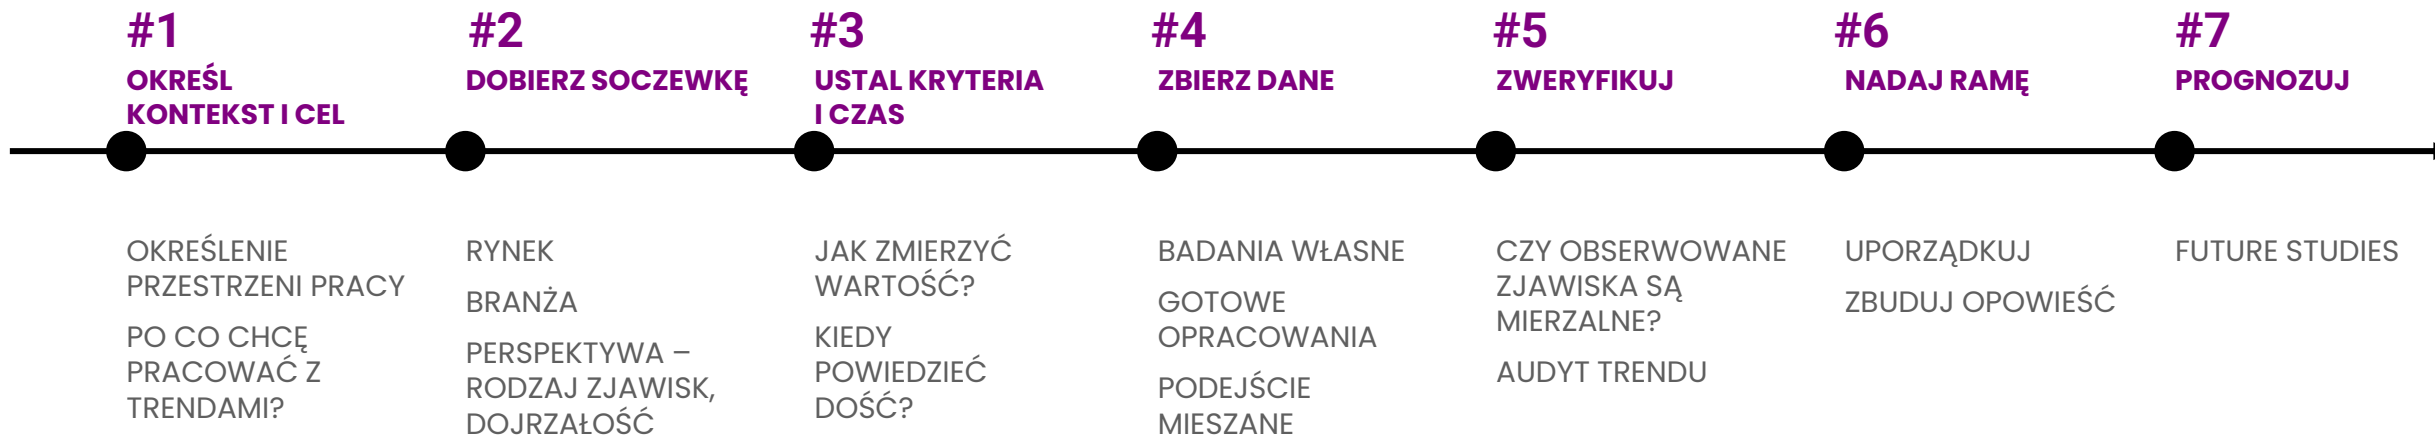 #1
OKREŚL
KONTEKST I CEL
OKREŚLENIE
PRZESTRZENI PRACY
PO CO CHCĘ
PRACOWAĆ Z
TRENDAMI?
#2
DOBIERZ SOCZEWKĘ
RYNEK
BRANŻA
PERSPEKTYWA –
RODZAJ ZJAWISK,
DOJRZAŁOŚĆ
#3
USTAL KRYTERIA
I CZAS
JAK ZMIERZYĆ
WARTOŚĆ?
KIEDY
POWIEDZIEĆ
DOŚĆ?
#4
ZBIERZ DANE
BADANIA WŁASNE
GOTOWE
OPRACOWANIA
PODEJŚCIE
MIESZANE
#5
ZWERYFIKUJ
CZY OBSERWOWANE
ZJAWISKA SĄ
MIERZALNE?
AUDYT TRENDU
#6
NADAJ RAMĘ
UPORZĄDKUJ
ZBUDUJ OPOWIEŚĆ
#7
PROGNOZUJ
FUTURE STUDIES